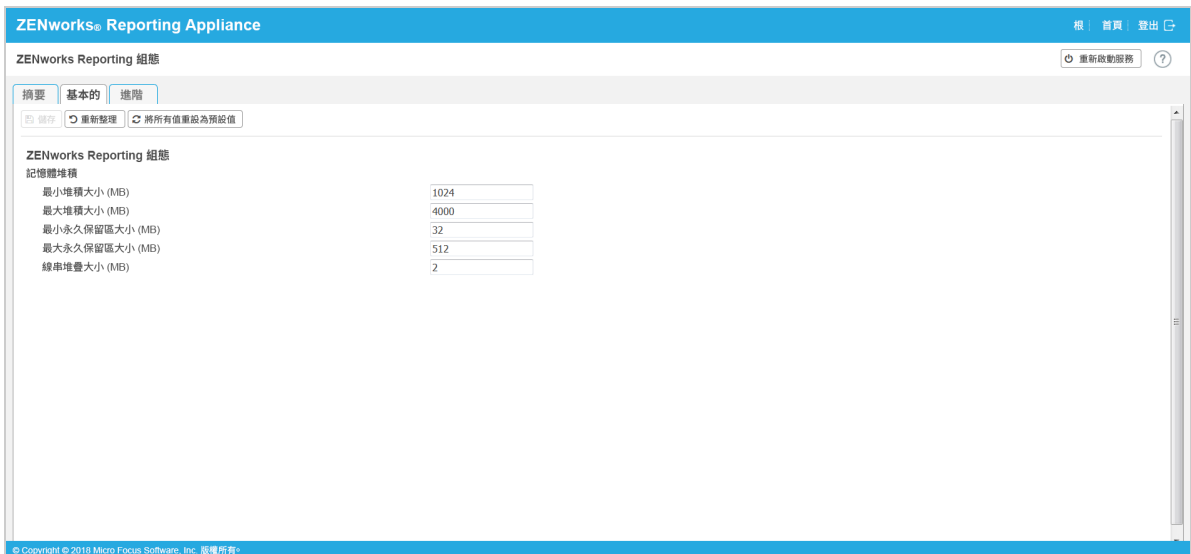 ZENworks® Reporting Appliance
根 首頁 登出
ZENworks Reporting 組態
重新啟動服務 ?
摘要 基本的 進階
儲存 重新整理 將所有值重設為預設值
ZENworks Reporting 組態
記憶體堆積
最小堆積大小 (MB) 1024
最大堆積大小 (MB) 4000
最小永久保留區大小 (MB) 32
最大永久保留區大小 (MB) 512
線串堆疊大小 (MB) 2
© Copyright © 2018 Micro Focus Software, Inc. 版權所有。